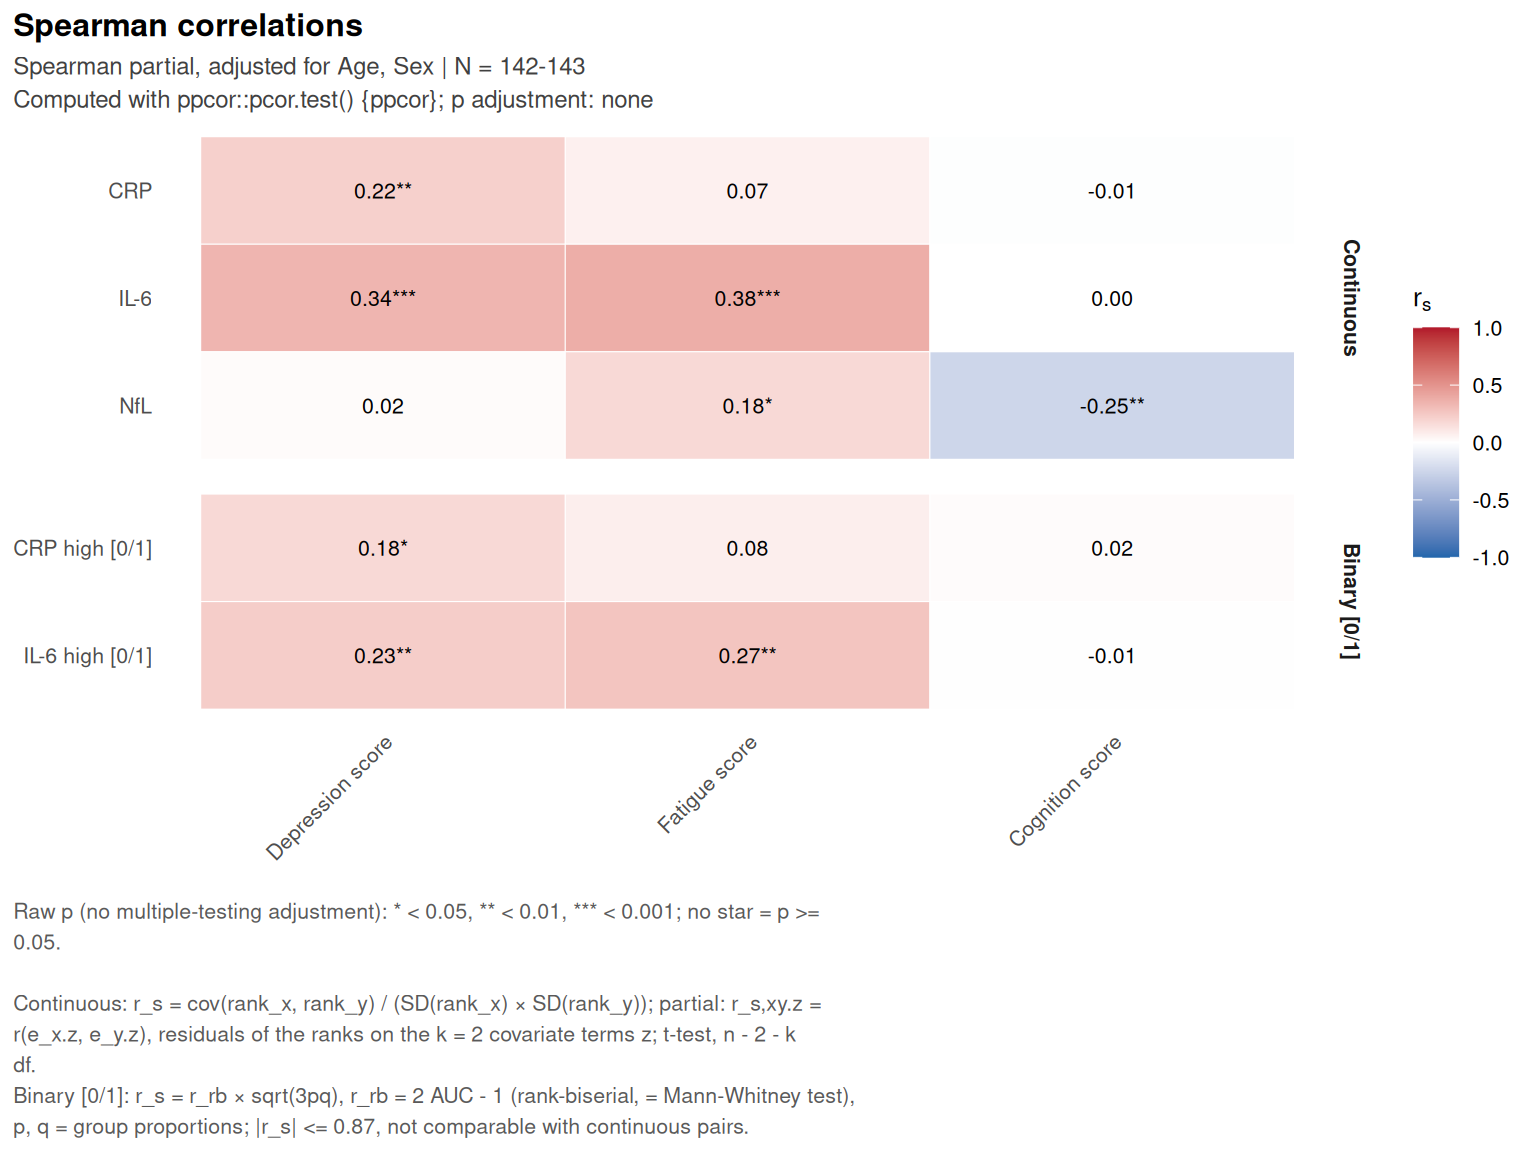 Spearman correlations
Spearman partial, adjusted for Age, Sex | N = 142-143
Computed with ppcor::pcor.test() {ppcor}; p adjustment: none
CRP
0.22**
0.07
-0.01
IL-6
0.34***
0.38***
0.00
NfL
0.02
0.18*
-0.25**
Continuous
CRP high [0/1]
0.18*
0.08
0.02
IL-6 high [0/1]
0.23**
0.27**
-0.01
Binary [0/1]
Depression score
Fatigue score
Cognition score
r_s
1.0
0.5
0.0
-0.5
-1.0
Raw p (no multiple-testing adjustment): * < 0.05, ** < 0.01, *** < 0.001; no star = p >=
0.05.
Continuous: r_s = cov(rank_x, rank_y) / (SD(rank_x) × SD(rank_y)); partial: r_s,xy.z =
r(e_x.z, e_y.z), residuals of the ranks on the k = 2 covariate terms z; t-test, n - 2 - k
df.
Binary [0/1]: r_s = r_rb × sqrt(3pq), r_rb = 2 AUC - 1 (rank-biserial, = Mann-Whitney test),
p, q = group proportions; |r_s| <= 0.87, not comparable with continuous pairs.